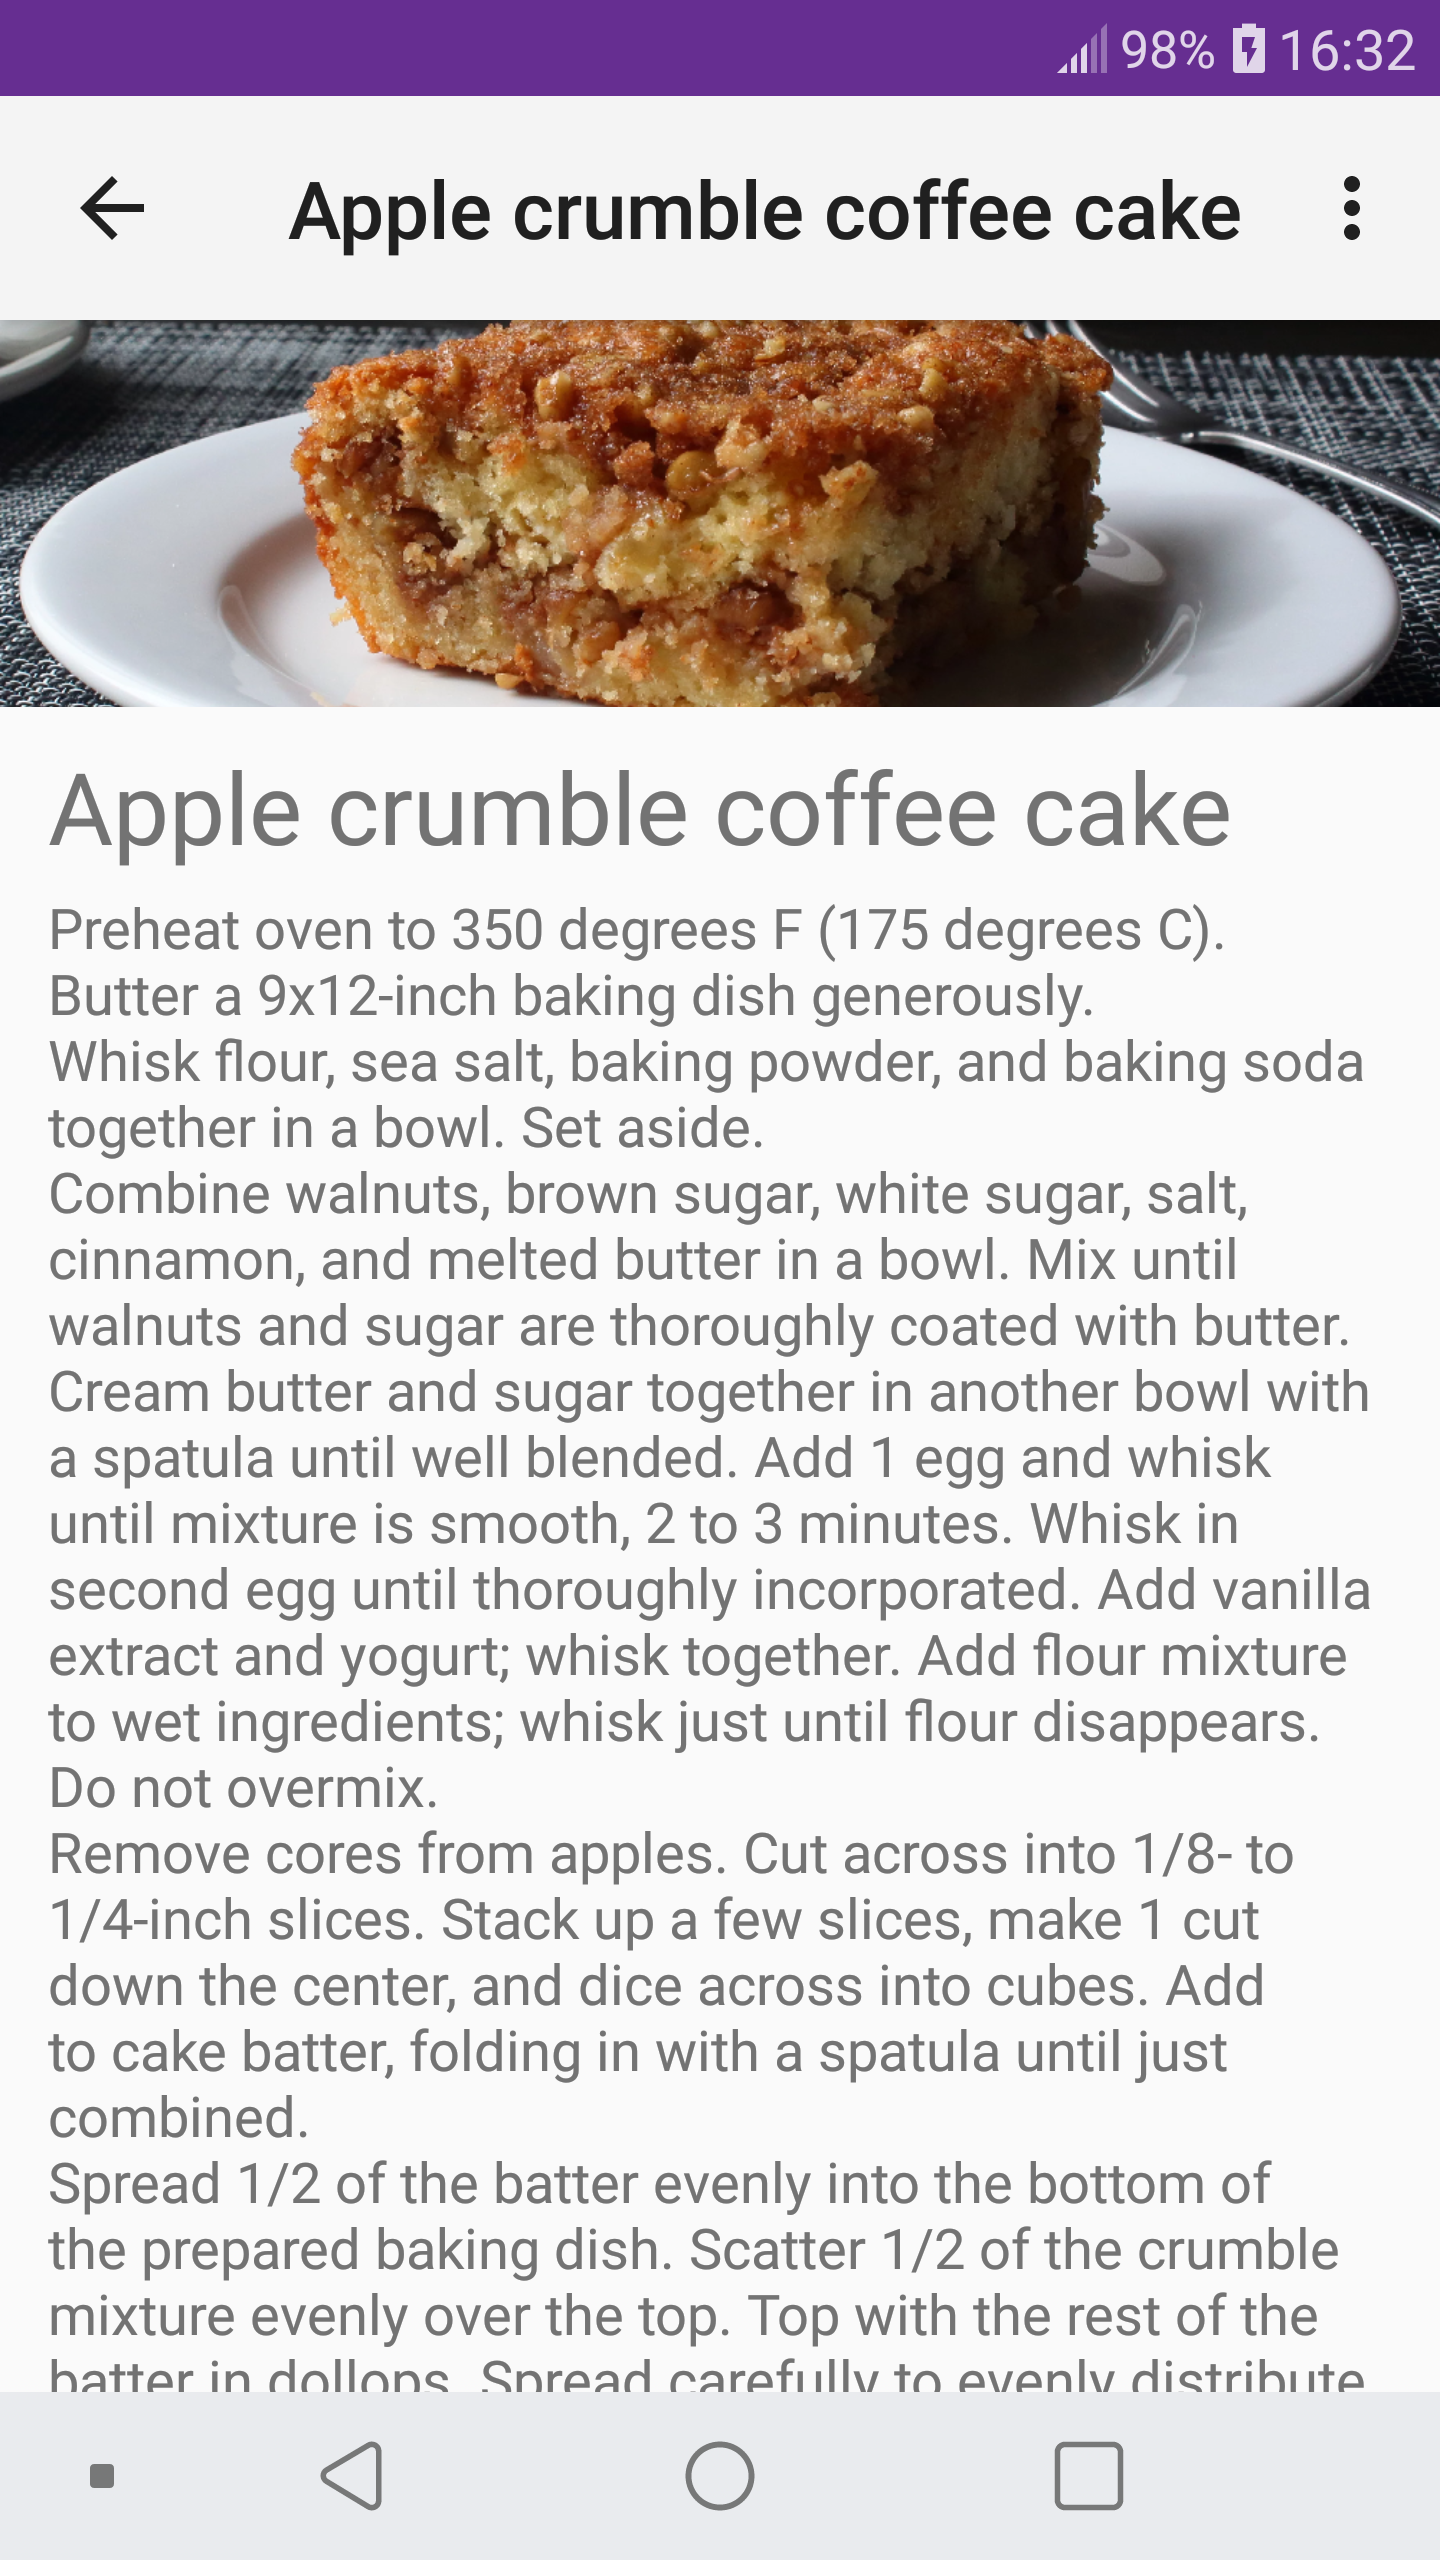 98% 16:32
Apple crumble coffee cake
Apple crumble coffee cake
Preheat oven to 350 degrees F (175 degrees C).
Butter a 9x12-inch baking dish generously.
Whisk flour, sea salt, baking powder, and baking soda
together in a bowl. Set aside.
Combine walnuts, brown sugar, white sugar, salt,
cinnamon, and melted butter in a bowl. Mix until
walnuts and sugar are thoroughly coated with butter.
Cream butter and sugar together in another bowl with
a spatula until well blended. Add 1 egg and whisk
until mixture is smooth, 2 to 3 minutes. Whisk in
second egg until thoroughly incorporated. Add vanilla
extract and yogurt; whisk together. Add flour mixture
to wet ingredients; whisk just until flour disappears.
Do not overmix.
Remove cores from apples. Cut across into 1/8- to
1/4-inch slices. Stack up a few slices, make 1 cut
down the center, and dice across into cubes. Add
to cake batter, folding in with a spatula until just
combined.
Spread 1/2 of the batter evenly into the bottom of
the prepared baking dish. Scatter 1/2 of the crumble
mixture evenly over the top. Top with the rest of the
batter in dollops. Spread carefully to evenly distribute